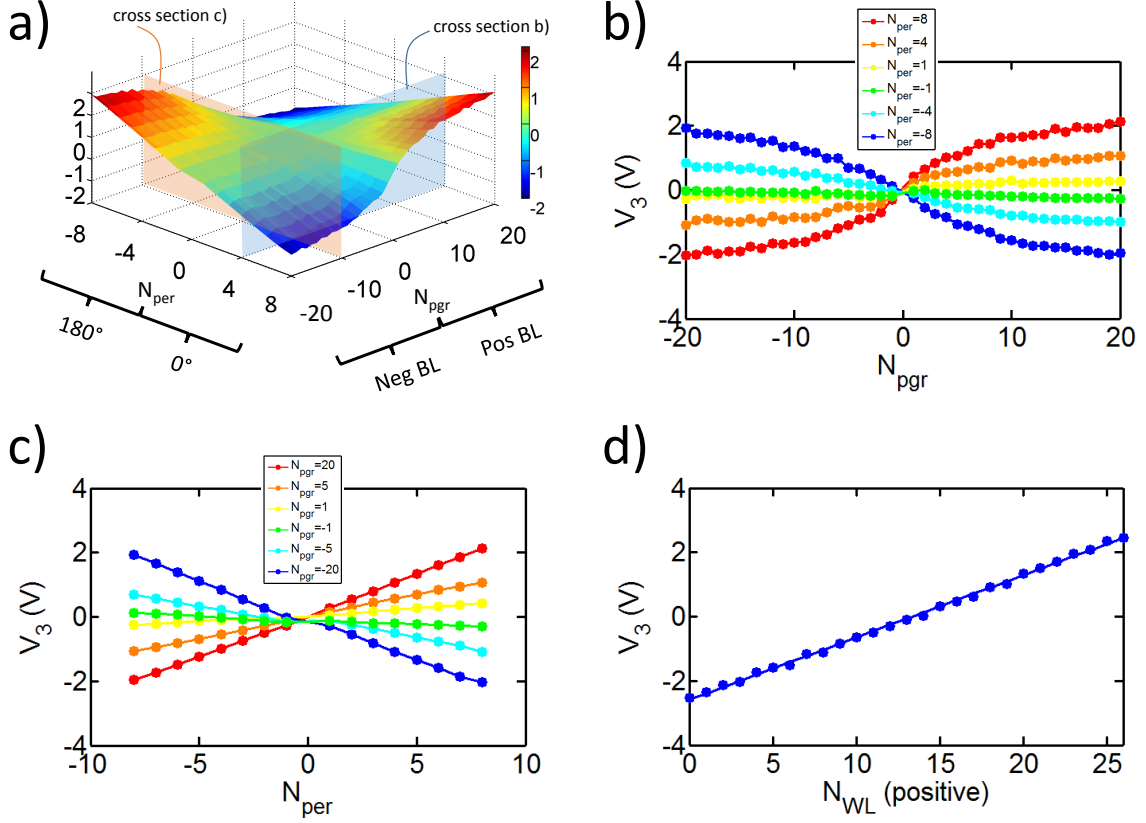 a)
cross section c)
cross section b)
2
1
0
-1
-2
2
1
0
-1
-2
-8
-4
0
4
8
N_per
-20
-10
0
10
20
N_pgr
180°
0°
Neg BL
Pos BL
b)
N_per=8
N_per=4
N_per=1
N_per=-1
N_per=-4
N_per=-8
4
2
0
-2
-4
V_3 (V)
-20 -10 0 10 20
N_pgr
c)
N_pgr=20
N_pgr=5
N_pgr=1
N_pgr=-1
N_pgr=-5
N_pgr=-20
4
2
0
-2
-4
V_3 (V)
-10 -5 0 5 10
N_per
d)
4
2
0
-2
-4
V_3 (V)
0 5 10 15 20 25
N_WL (positive)